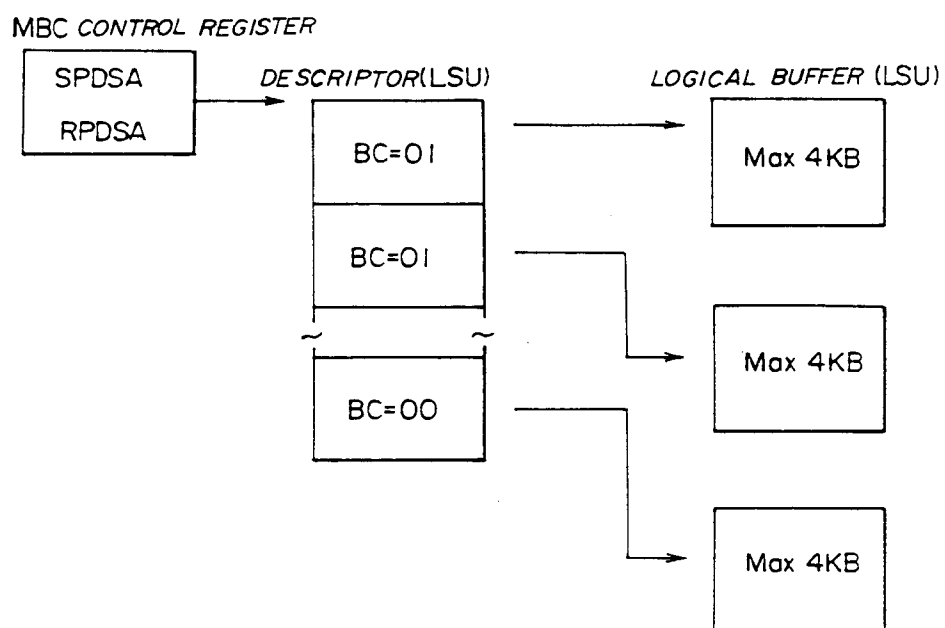 MBC CONTROL REGISTER
SPDSA
RPDSA
DESCRIPTOR(LSU)
BC=01
BC=01
~ ~
BC=00
LOGICAL BUFFER (LSU)
Max 4KB
Max 4KB
Max 4KB